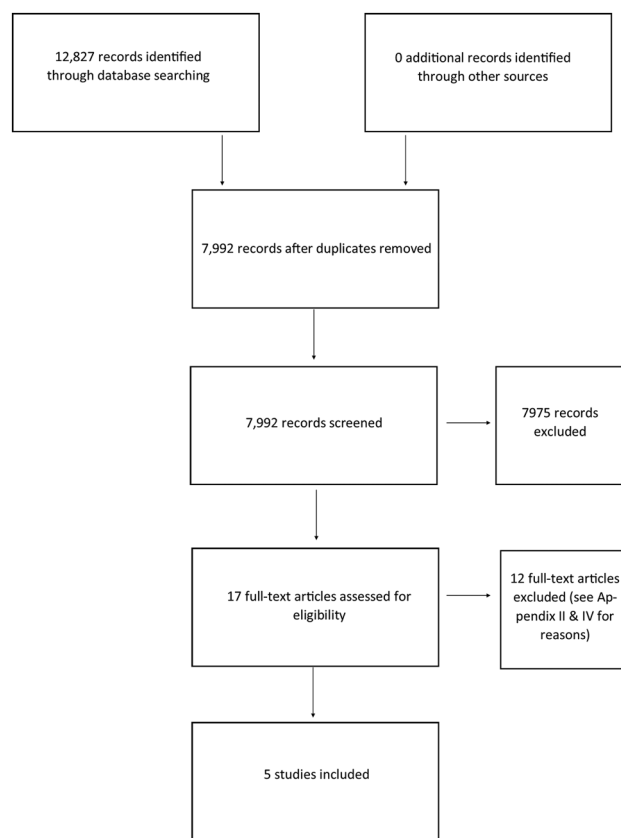 12,827 records identified
through database searching
0 additional records identified
through other sources
7,992 records after duplicates removed
7,992 records screened
7975 records
excluded
17 full-text articles assessed for
eligibility
12 full-text articles
excluded (see Ap-
pendix II & IV for
reasons)
5 studies included